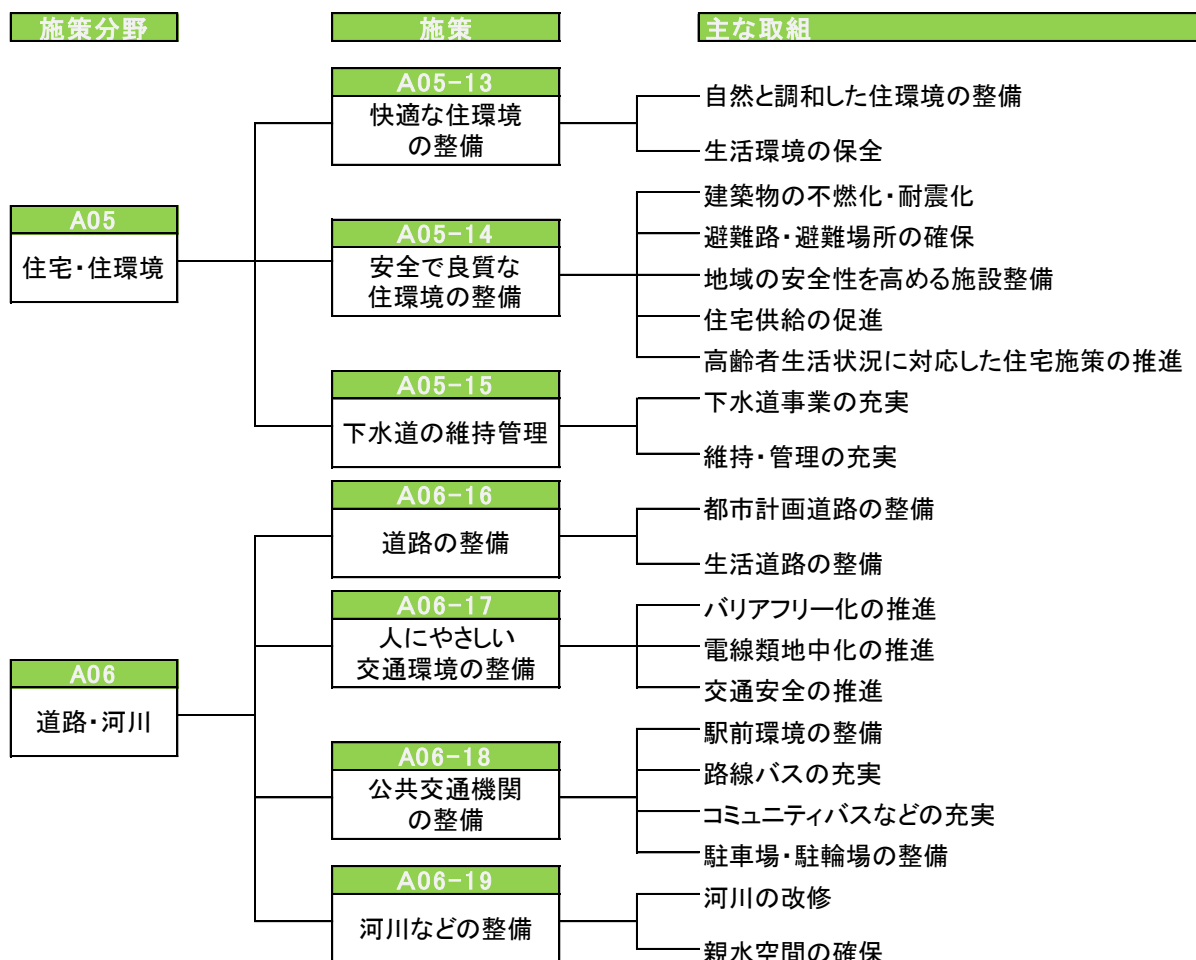 施策分野
施策
主な取組
A05
住宅・住環境
A05-13
快適な住環境
の整備
自然と調和した住環境の整備
生活環境の保全
A05-14
安全で良質な
住環境の整備
建築物の不燃化・耐震化
避難路・避難場所の確保
地域の安全性を高める施設整備
住宅供給の促進
高齢者生活状況に対応した住宅施策の推進
A05-15
下水道の維持管理
下水道事業の充実
維持・管理の充実
A06
道路・河川
A06-16
道路の整備
都市計画道路の整備
生活道路の整備
A06-17
人にやさしい
交通環境の整備
バリアフリー化の推進
電線類地中化の推進
交通安全の推進
A06-18
公共交通機関
の整備
駅前環境の整備
路線バスの充実
コミュニティバスなどの充実
駐車場・駐輪場の整備
A06-19
河川などの整備
河川の改修
親水空間の確保